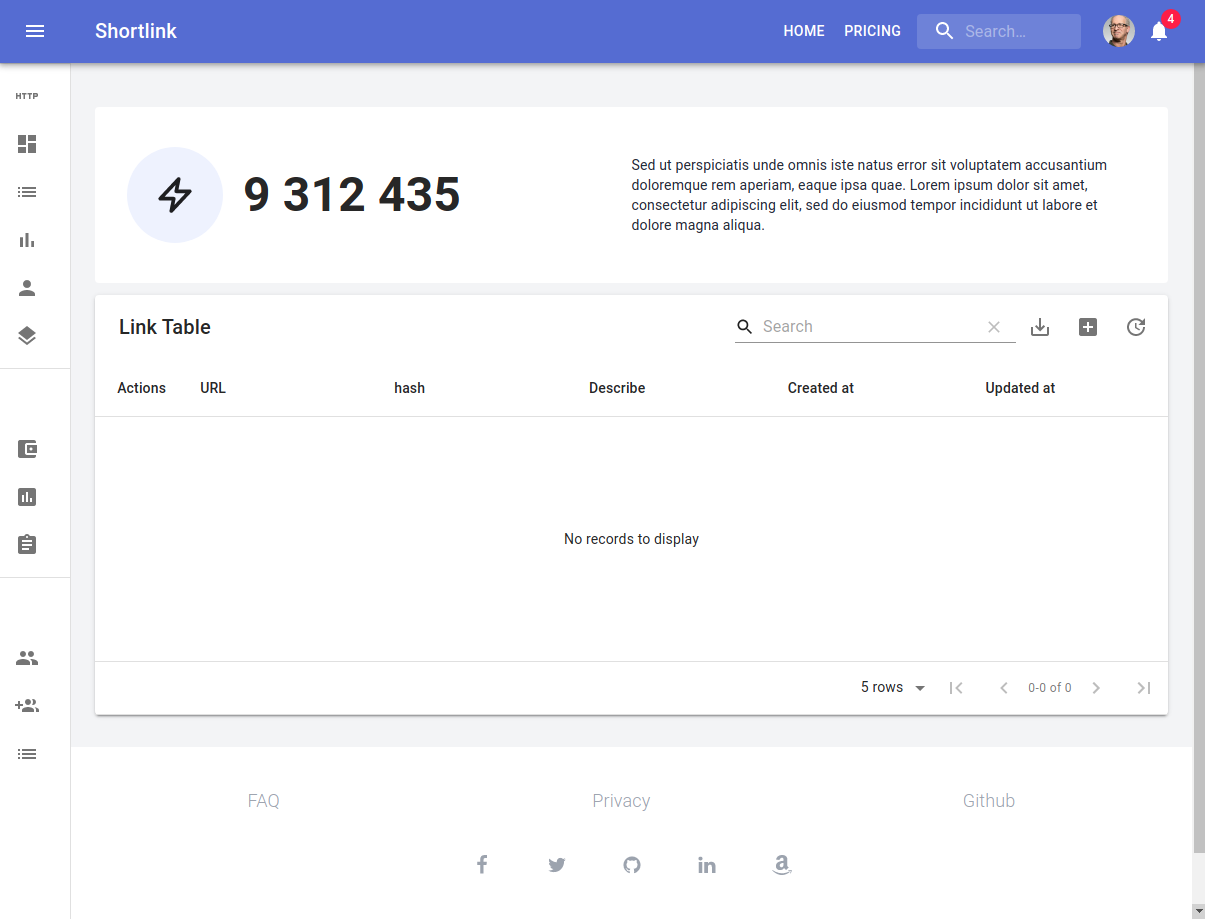 Shortlink
HOME PRICING Search... 4
HTTP
9 312 435
Sed ut perspiciatis unde omnis iste natus error sit voluptatem accusantium
doloremque rem aperiam, eaque ipsa quae. Lorem ipsum dolor sit amet,
consectetur adipiscing elit, sed do eiusmod tempor incididunt ut labore et
dolore magna aliqua.
Link Table
Search
Actions URL hash Describe Created at Updated at
No records to display
5 rows 0-0 of 0
FAQ Privacy Github